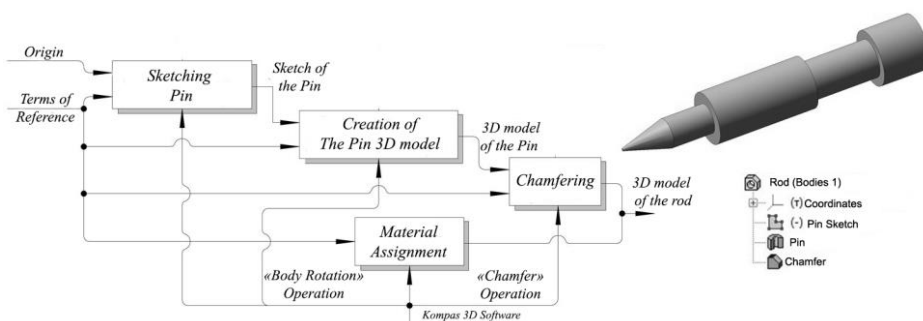 Origin
Terms of
Reference
Sketching
Pin
Sketch of
the Pin
Creation of
The Pin 3D model
3D model
of the Pin
Chamfering
3D model
of the rod
Material
Assignment
«Body Rotation»
Operation
«Chamfer»
Operation
Kompas 3D Software
Rod (Bodies 1)
(т) Coordinates
(-) Pin Sketch
Pin
Chamfer